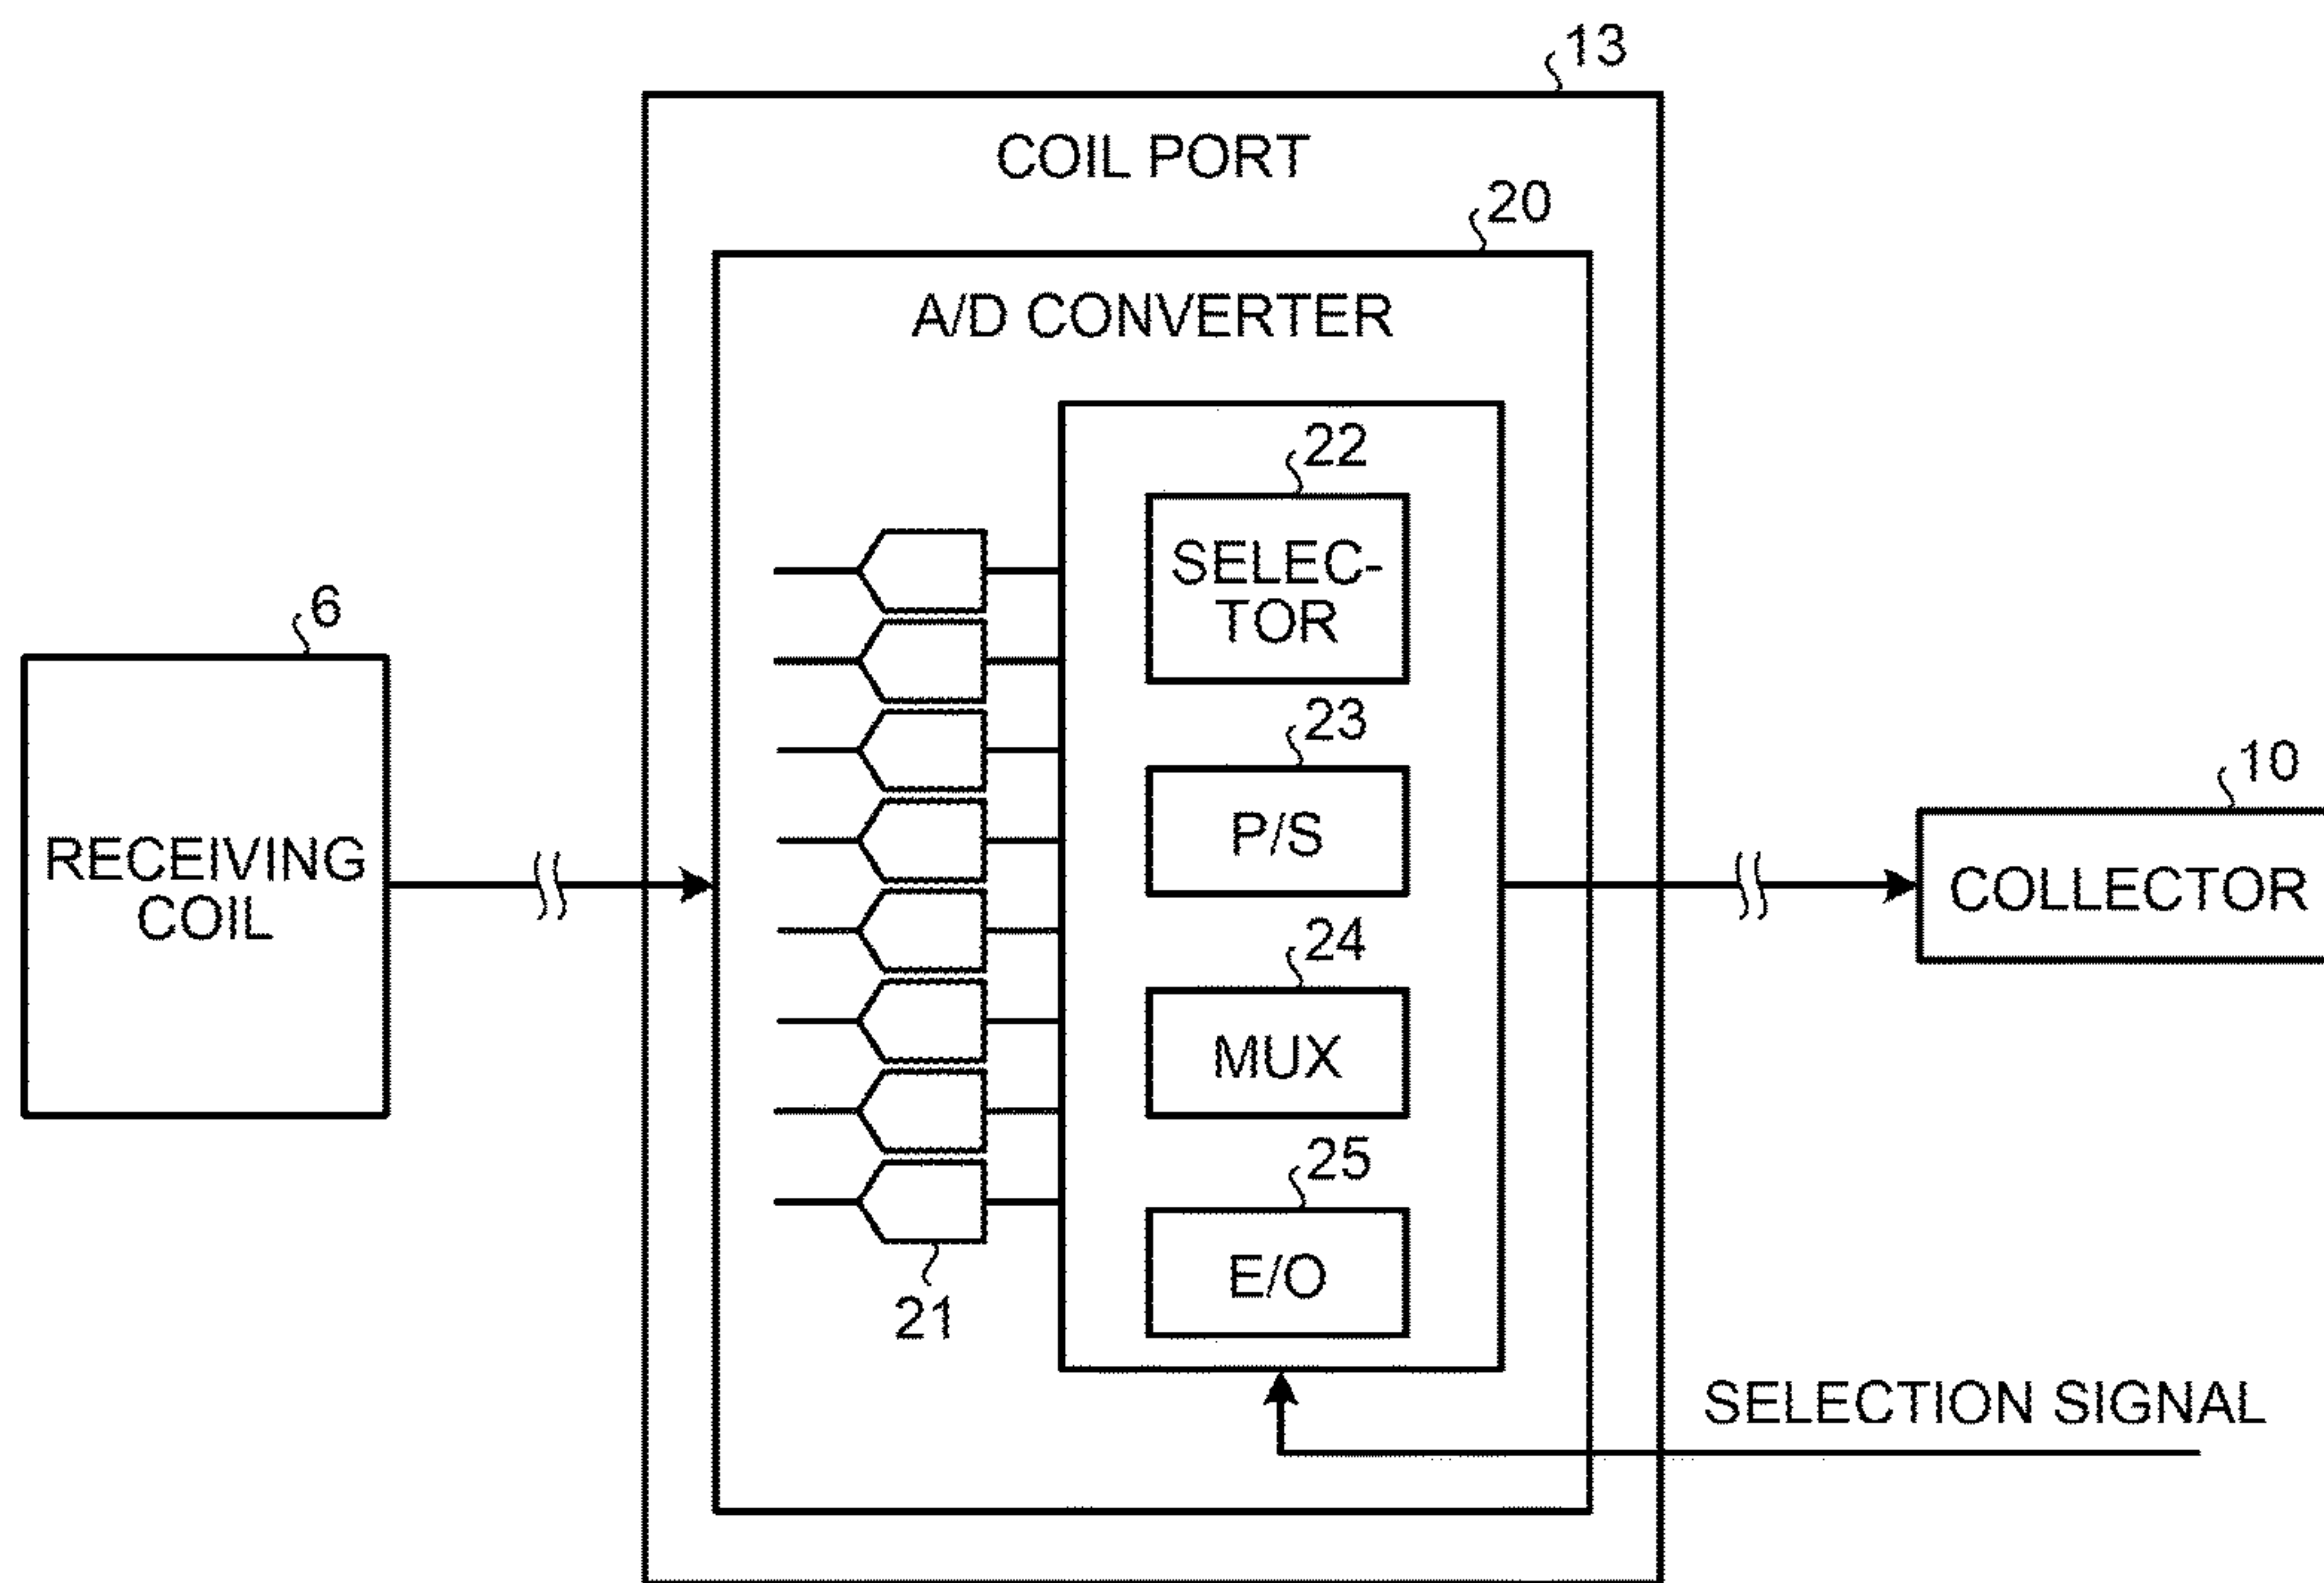 13
COIL PORT
20
A/D CONVERTER
22
SELEC-
TOR
6
RECEIVING
COIL
23
P/S
10
COLLECTOR
24
MUX
25
E/O
21
SELECTION SIGNAL